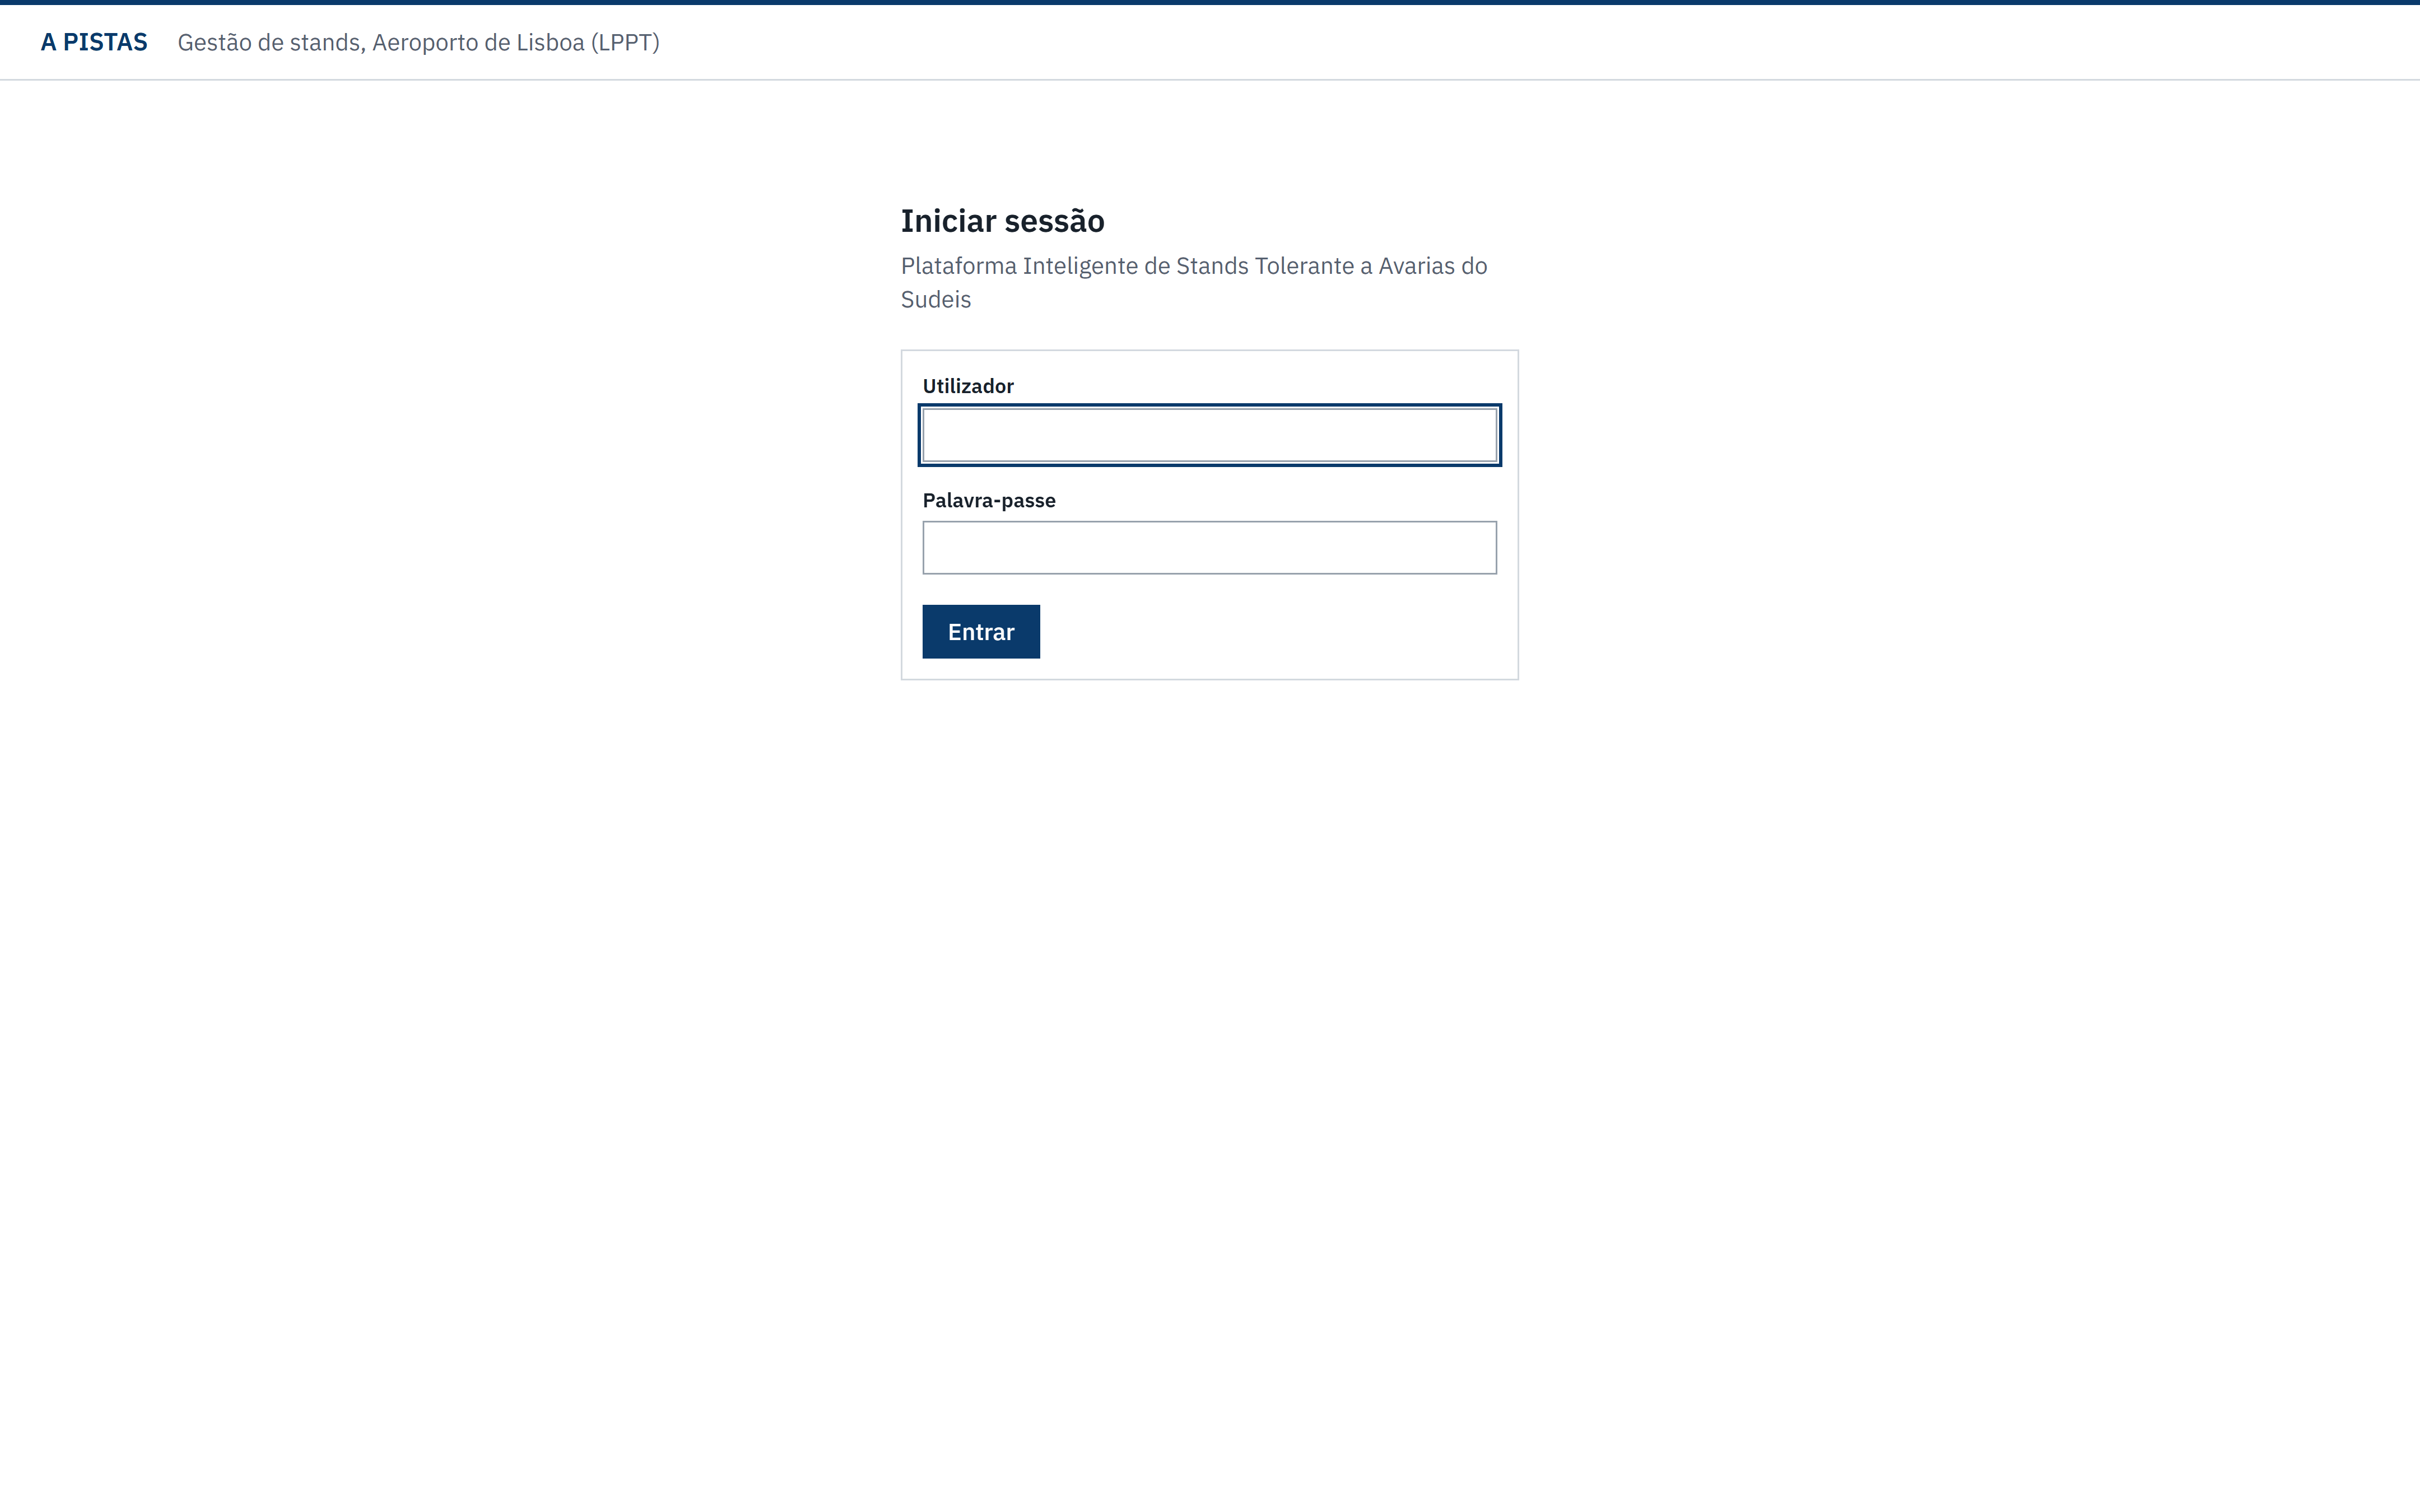 A PISTAS Gestão de stands, Aeroporto de Lisboa (LPPT)
Iniciar sessão
Plataforma Inteligente de Stands Tolerante a Avarias do
Sudeis
Utilizador
Palavra-passe
Entrar